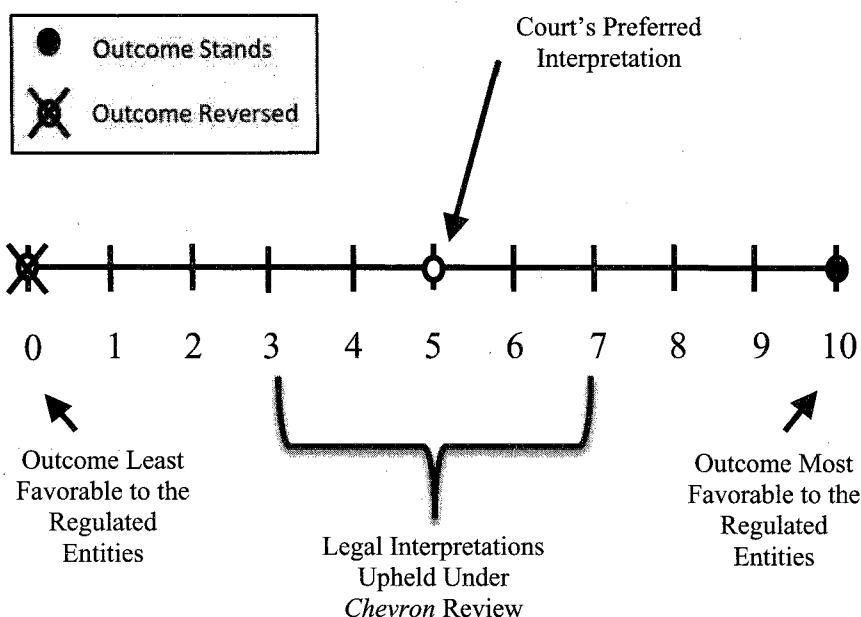 Outcome Stands
Outcome Reversed
Court's Preferred
Interpretation
0 1 2 3 4 5 6 7 8 9 10
Outcome Least
Favorable to the
Regulated
Entities
Legal Interpretations
Upheld Under
Chevron Review
Outcome Most
Favorable to the
Regulated
Entities